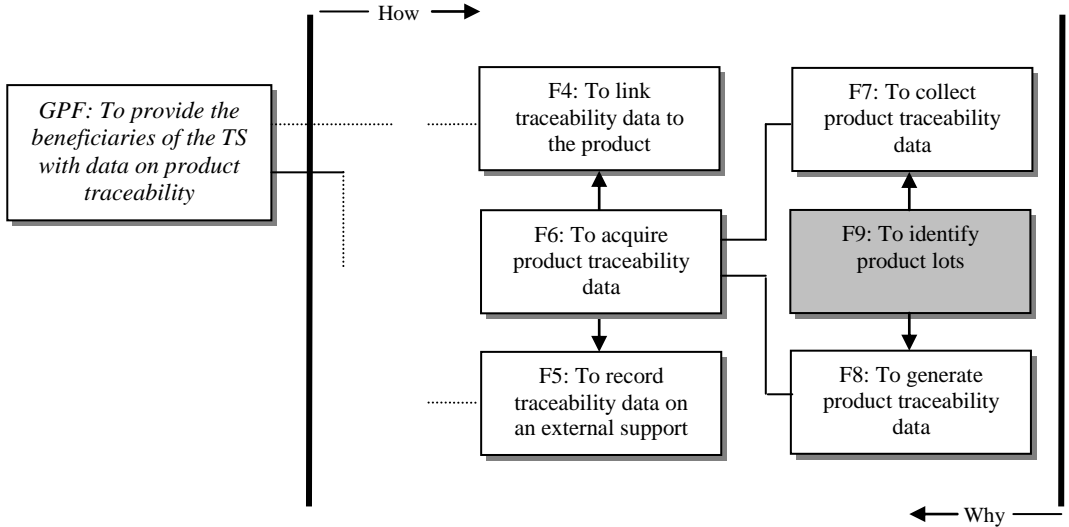 How
GPF: To provide the
beneficiaries of the TS
with data on product
traceability
F4: To link
traceability data to
the product
F7: To collect
product traceability
data
F6: To acquire
product traceability
data
F9: To identify
product lots
F5: To record
traceability data on
an external support
F8: To generate
product traceability
data
Why